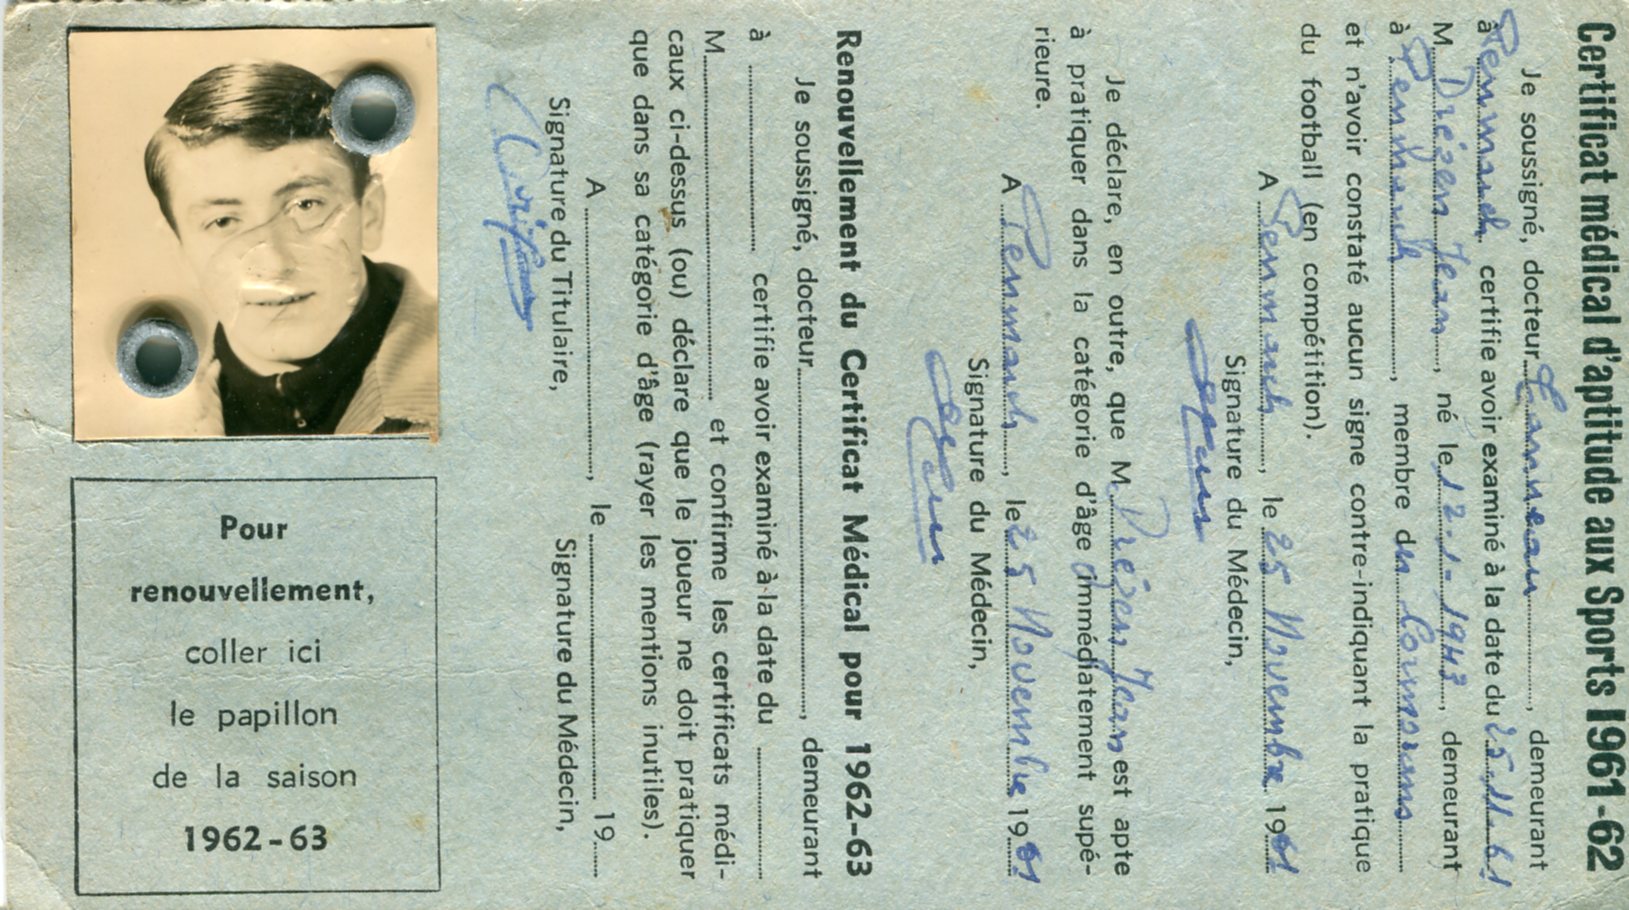 Certificat médical d'aptitude aux Sports 1961-62
Je soussigné, docteur Canneau, demeurant
à Penmarch certifie avoir examiné à la date du 25.11.61
M. Drézen Jean, né le 12.1.1943, demeurant
à Penmarch, membre des Cormorans
et n'avoir constaté aucun signe contre-indiquant la pratique
du football (en compétition).
A Penmarch, le 25 Novembre 1961
Signature du Médecin,
Je déclare, en outre, que M. Drézen Jean est apte
à pratiquer dans la catégorie d'âge immédiatement supé-
rieure.
A Penmarch, le 25 Novembre 1961
Signature du Médecin,
Renouvellement du Certificat Médical pour 1962-63
Je soussigné, docteur, demeurant
à certifie avoir examiné à la date du
M. et confirme les certificats médi-
caux ci-dessus (ou) déclare que le joueur ne doit pratiquer
que dans sa catégorie d'âge (rayer les mentions inutiles).
A, le 19
Signature du Titulaire, Signature du Médecin,
Pour
renouvellement,
coller ici
le papillon
de la saison
1962-63